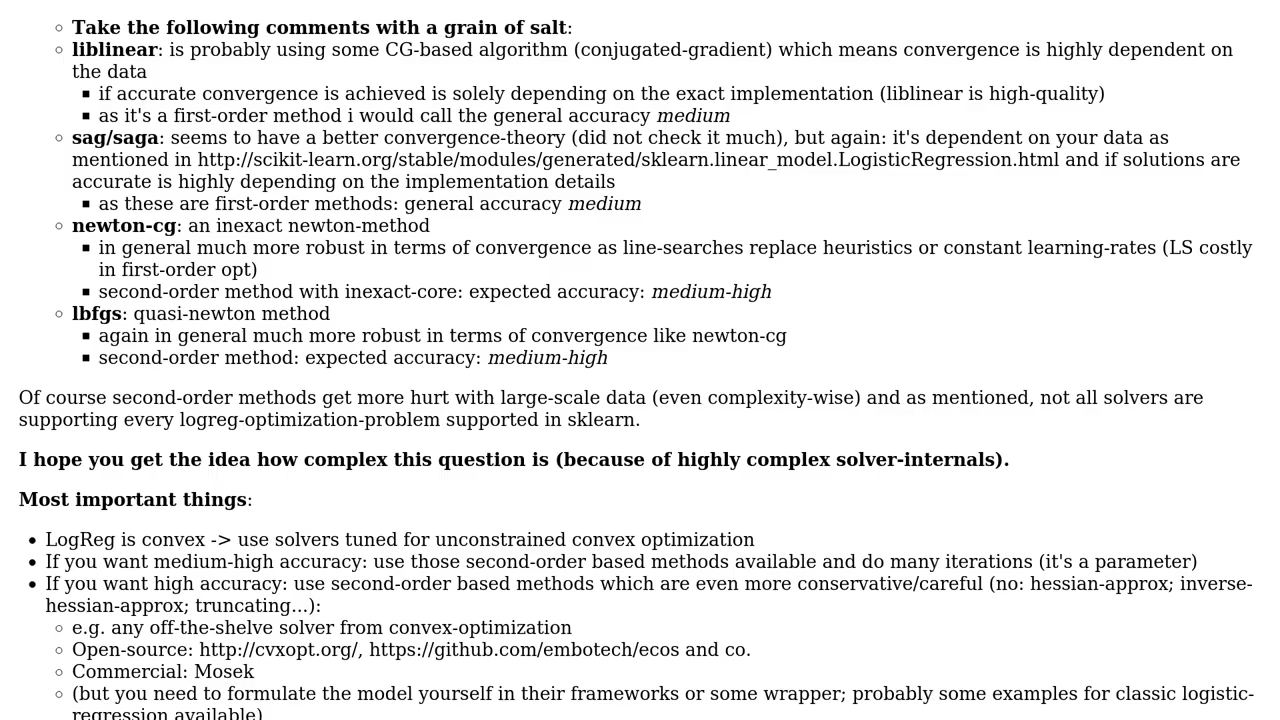 Take the following comments with a grain of salt:
liblinear: is probably using some CG-based algorithm (conjugated-gradient) which means convergence is highly dependent on
the data
if accurate convergence is achieved is solely depending on the exact implementation (liblinear is high-quality)
as it's a first-order method i would call the general accuracy medium
sag/saga: seems to have a better convergence-theory (did not check it much), but again: it's dependent on your data as
mentioned in http://scikit-learn.org/stable/modules/generated/sklearn.linear_model.LogisticRegression.html and if solutions are
accurate is highly depending on the implementation details
as these are first-order methods: general accuracy medium
newton-cg: an inexact newton-method
in general much more robust in terms of convergence as line-searches replace heuristics or constant learning-rates (LS costly
in first-order opt)
second-order method with inexact-core: expected accuracy: medium-high
lbfgs: quasi-newton method
again in general much more robust in terms of convergence like newton-cg
second-order method: expected accuracy: medium-high
Of course second-order methods get more hurt with large-scale data (even complexity-wise) and as mentioned, not all solvers are
supporting every logreg-optimization-problem supported in sklearn.
I hope you get the idea how complex this question is (because of highly complex solver-internals).
Most important things:
LogReg is convex -> use solvers tuned for unconstrained convex optimization
If you want medium-high accuracy: use those second-order based methods available and do many iterations (it's a parameter)
If you want high accuracy: use second-order based methods which are even more conservative/careful (no: hessian-approx; inverse-
hessian-approx; truncating...):
e.g. any off-the-shelve solver from convex-optimization
Open-source: http://cvxopt.org/, https://github.com/embotech/ecos and co.
Commercial: Mosek
(but you need to formulate the model yourself in their frameworks or some wrapper; probably some examples for classic logistic-
regression available)